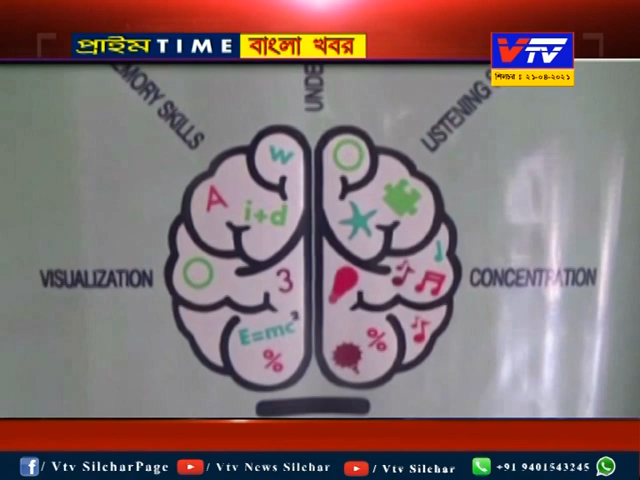 প্রাইম TIME বাংলা খবর
VTV
শিলচর : ২১-০৪-২০২১
MEMORY SKILLS
UNDE
LISTENING S
w
A
i+d
VISUALIZATION
3
CONCENTRATION
E=mc²
%
%
/ Vtv SilcharPage / Vtv News Silchar / Vtv Silchar +91 9401543245